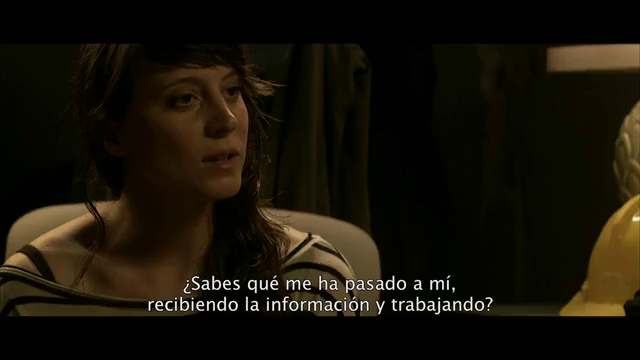 ¿Sabes qué me ha pasado a mí,
recibiendo la información y trabajando?